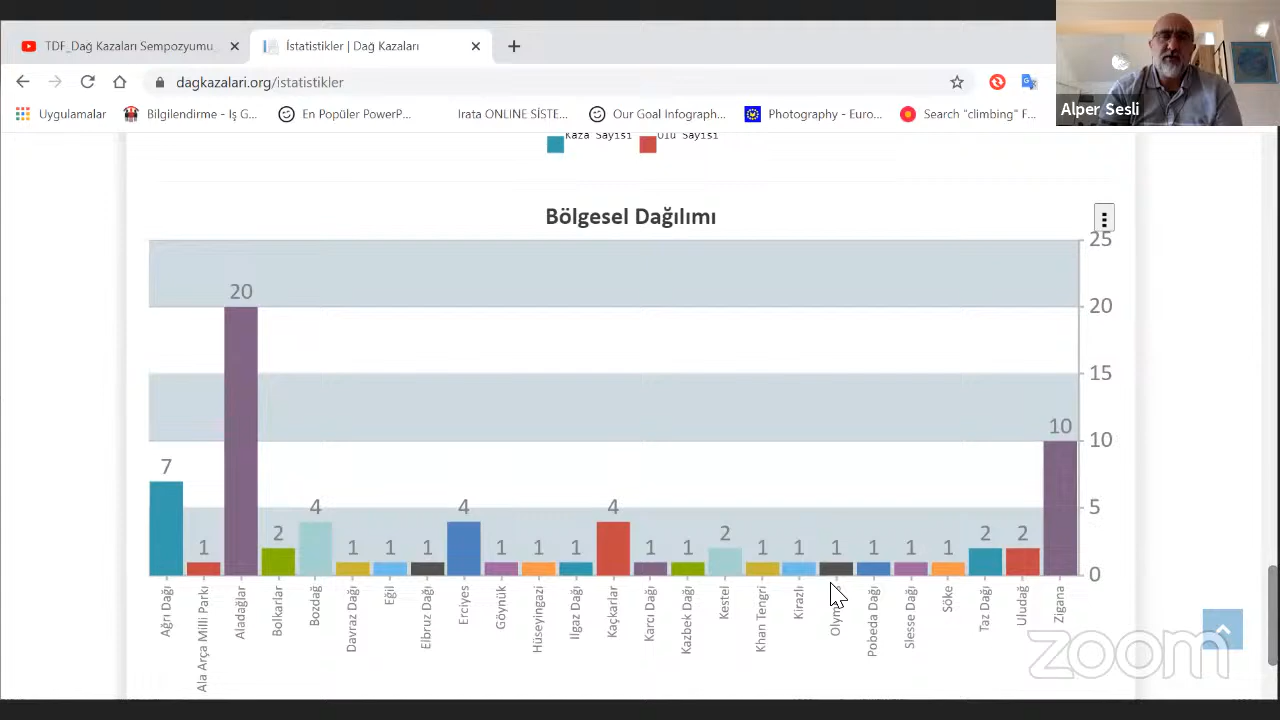 TDF_Dağ Kazaları Sempozyumu
İstatistikler | Dağ Kazaları
dagkazalari.org/istatistikler
Uygulamalar
Bilgilendirme - Iş G...
En Popüler PowerP...
Irata ONLINE SİSTE...
Our Goal Infograph...
Photography - Euro...
Search "climbing" F...
Alper Sesli
Kaza Sayısı
Ölü Sayısı
Bölgesel Dağılımı
25
20
15
10
5
0
7
1
20
2
4
1
1
1
4
1
1
1
4
1
1
2
1
1
1
1
1
1
2
2
10
Ağrı Dağı
Ala Arça Milli Parkı
Aladağlar
Bolkarlar
Bozdağ
Davraz Dağı
Eğil
Elbruz Dağı
Erciyes
Göynük
Hüseyingazi
Ilgaz Dağı
Kaçkarlar
Karcı Dağı
Kazbek Dağı
Kestel
Khan Tengri
Kirazlı
Pobeda Dağı
Slesse Dağı
Söke
Taz Dağı
Uludağ
Zigana
zoom